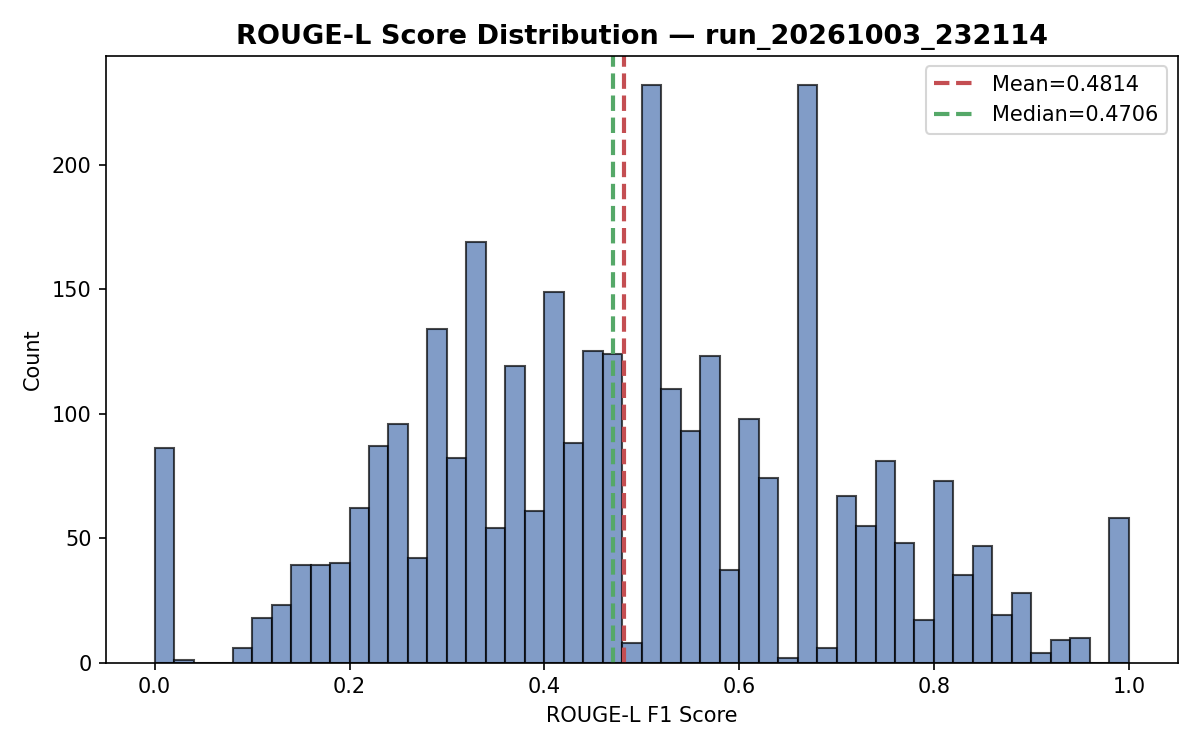 ROUGE-L Score Distribution — run_20261003_232114
Mean=0.4814
Median=0.4706
200
150
100
50
0
Count
0.0 0.2 0.4 0.6 0.8 1.0
ROUGE-L F1 Score